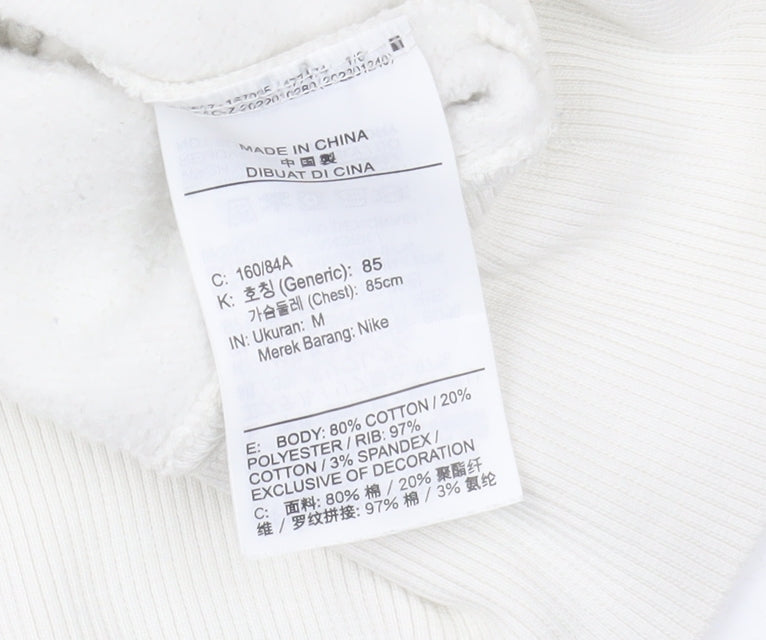 MADE IN CHINA
中国製
DIBUAT DI CINA
C: 160/84A
K: 호칭 (Generic): 85
가슴둘레 (Chest): 85cm
IN: Ukuran: M
Merek Barang: Nike
E: BODY: 80% COTTON / 20%
POLYESTER / RIB: 97%
COTTON / 3% SPANDEX /
EXCLUSIVE OF DECORATION
C: 面料: 80% 棉 / 20% 聚酯纤
维 / 罗纹拼接: 97% 棉 / 3% 氨纶